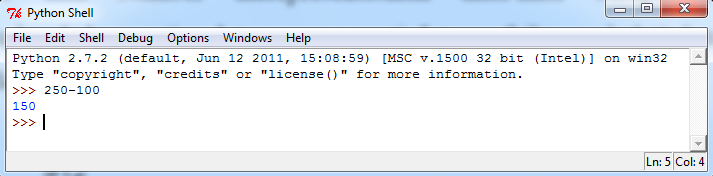 Python Shell
File Edit Shell Debug Options Windows Help
Python 2.7.2 (default, Jun 12 2011, 15:08:59) [MSC v.1500 32 bit (Intel)] on win32
Type "copyright", "credits" or "license()" for more information.
>>> 250-100
150
>>>
Ln: 5 Col: 4